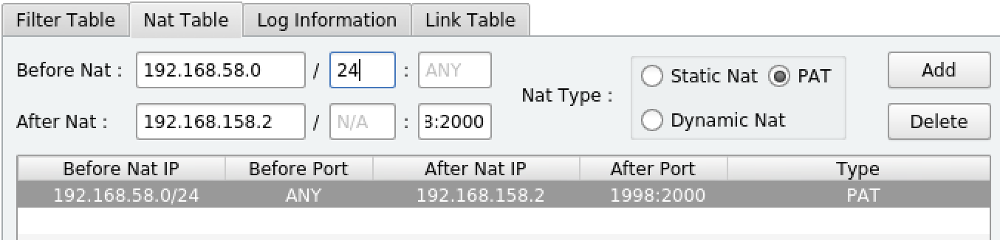 Filter Table Nat Table Log Information Link Table
Before Nat : 192.168.58.0 / 24 : ANY
Nat Type : Static Nat PAT Dynamic Nat
Add
After Nat : 192.168.158.2 / N/A : 3:2000
Delete
Before Nat IP Before Port After Nat IP After Port Type
192.168.58.0/24 ANY 192.168.158.2 1998:2000 PAT